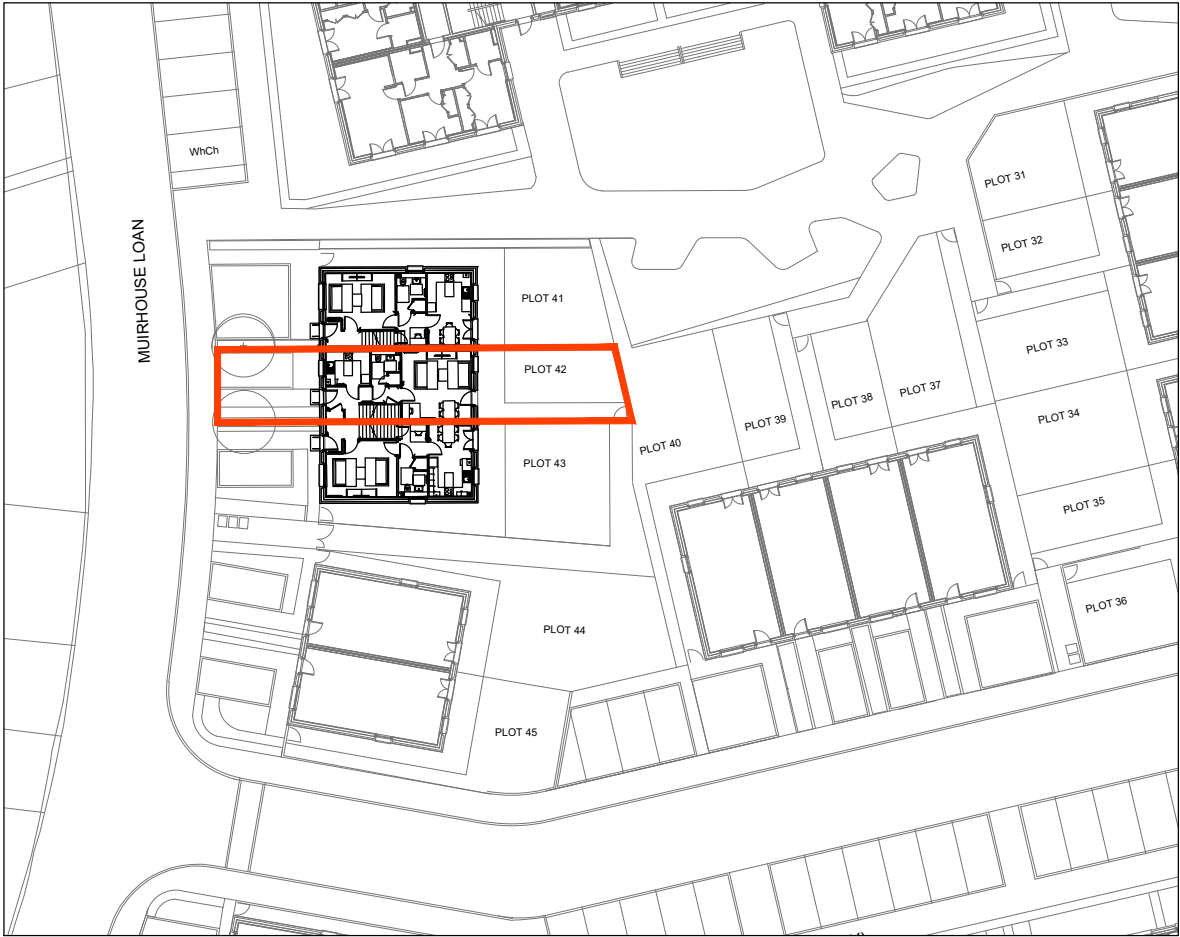 WhCh
MUIRHOUSE LOAN
PLOT 31
PLOT 32
PLOT 41
PLOT 42
PLOT 43
PLOT 33
PLOT 34
PLOT 35
PLOT 36
PLOT 37
PLOT 38
PLOT 39
PLOT 40
PLOT 44
PLOT 45